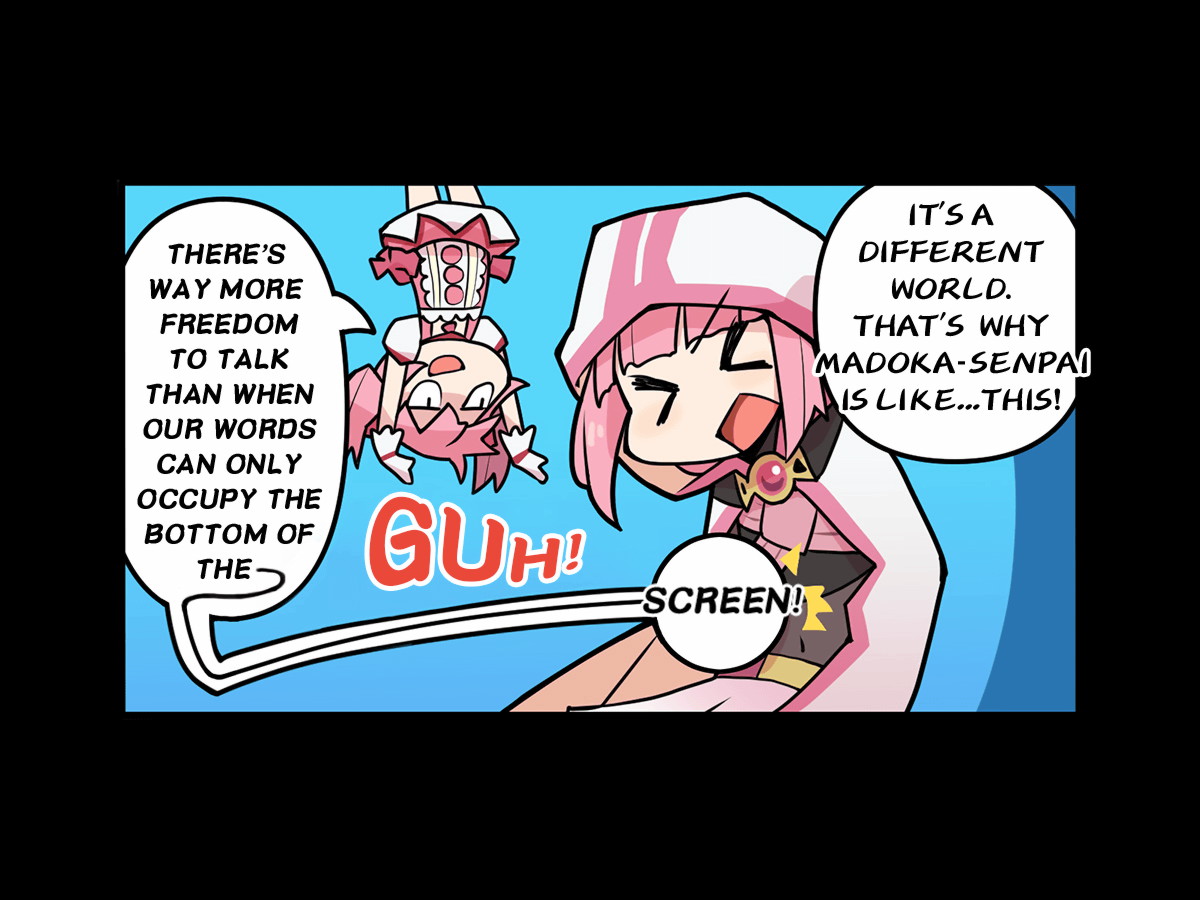 THERE'S
WAY MORE
FREEDOM
TO TALK
THAN WHEN
OUR WORDS
CAN ONLY
OCCUPY THE
BOTTOM OF
THE
SCREEN!
GUH!
IT'S A
DIFFERENT
WORLD.
THAT'S WHY
MADOKA-SENPAI
IS LIKE...THIS!